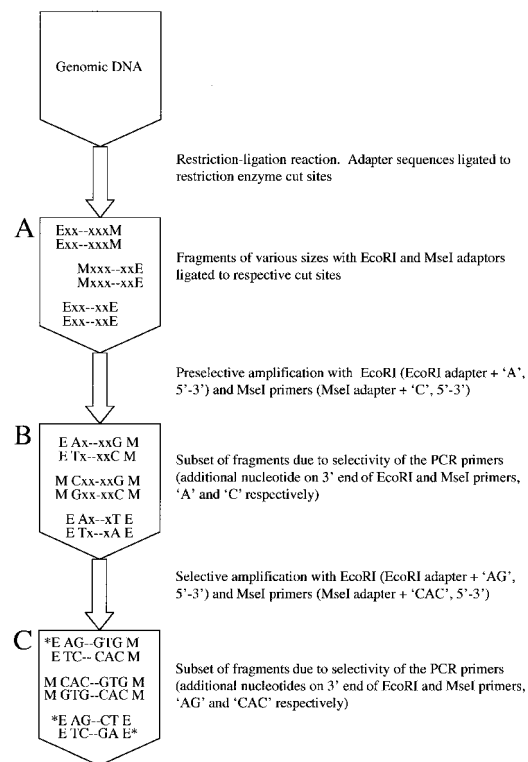 Genomic DNA
Restriction-ligation reaction. Adapter sequences ligated to
restriction enzyme cut sites
A
Exx--xxxM
Exx--xxxM
Mxxx--xxE
Mxxx--xxE
Exx--xxE
Exx--xxE
Fragments of various sizes with EcoRI and MseI adaptors
ligated to respective cut sites
Preselective amplification with EcoRI (EcoRI adapter + ‘A’,
5’-3’) and MseI primers (MseI adapter + ‘C’, 5’-3’)
B
E Ax--xxG M
E Tx--xxC M
M Cxx-xxG M
M Gxx-xxC M
E Ax--xT E
E Tx--xA E
Subset of fragments due to selectivity of the PCR primers
(additional nucleotide on 3’ end of EcoRI and MseI primers,
‘A’ and ‘C’ respectively)
Selective amplification with EcoRI (EcoRI adapter + ‘AG’,
5’-3’) and MseI primers (MseI adapter + ‘CAC’, 5’-3’)
C
*E AG--GTG M
E TC-- CAC M
M CAC--GTG M
M GTG--CAC M
*E AG--CT E
E TC--GA E*
Subset of fragments due to selectivity of the PCR primers
(additional nucleotides on 3’ end of EcoRI and MseI primers,
‘AG’ and ‘CAC’ respectively)